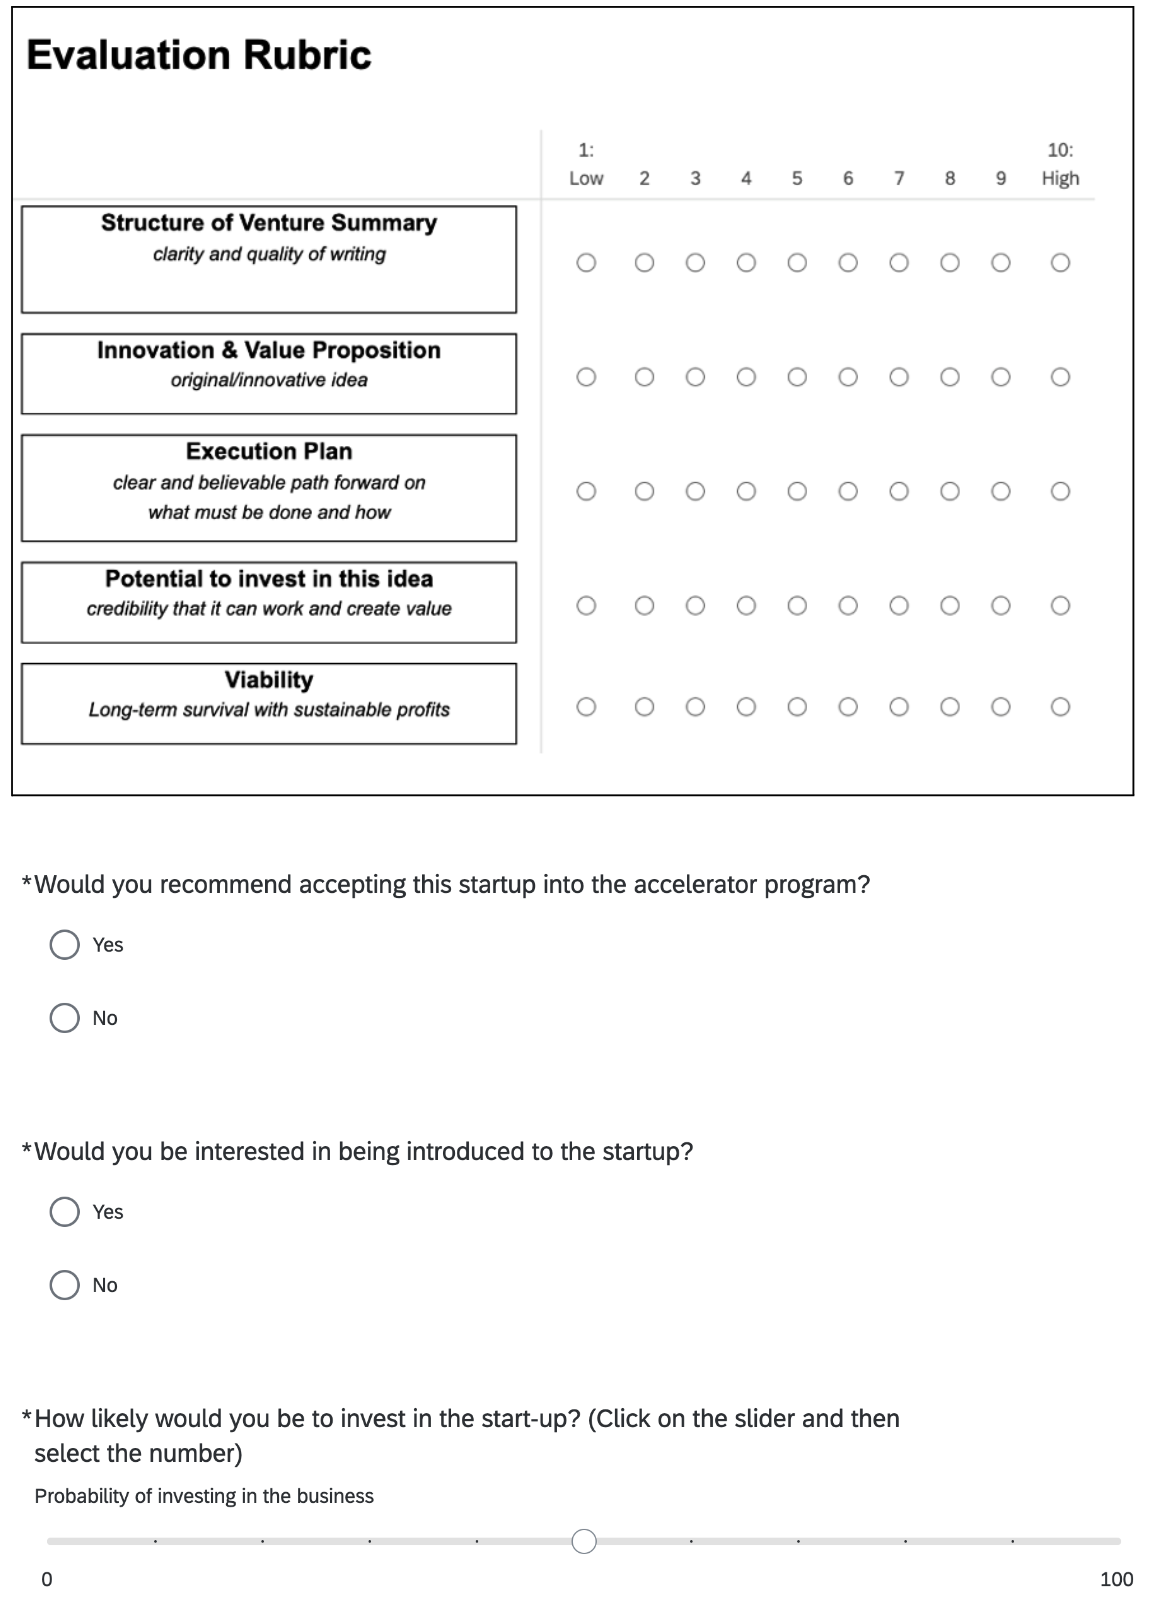 Evaluation Rubric
1:
Low 2 3 4 5 6 7 8 9 10:
High
Structure of Venture Summary
clarity and quality of writing
Innovation & Value Proposition
original/innovative idea
Execution Plan
clear and believable path forward on
what must be done and how
Potential to invest in this idea
credibility that it can work and create value
Viability
Long-term survival with sustainable profits
*Would you recommend accepting this startup into the accelerator program?
Yes
No
*Would you be interested in being introduced to the startup?
Yes
No
*How likely would you be to invest in the start-up? (Click on the slider and then
select the number)
Probability of investing in the business
0 100